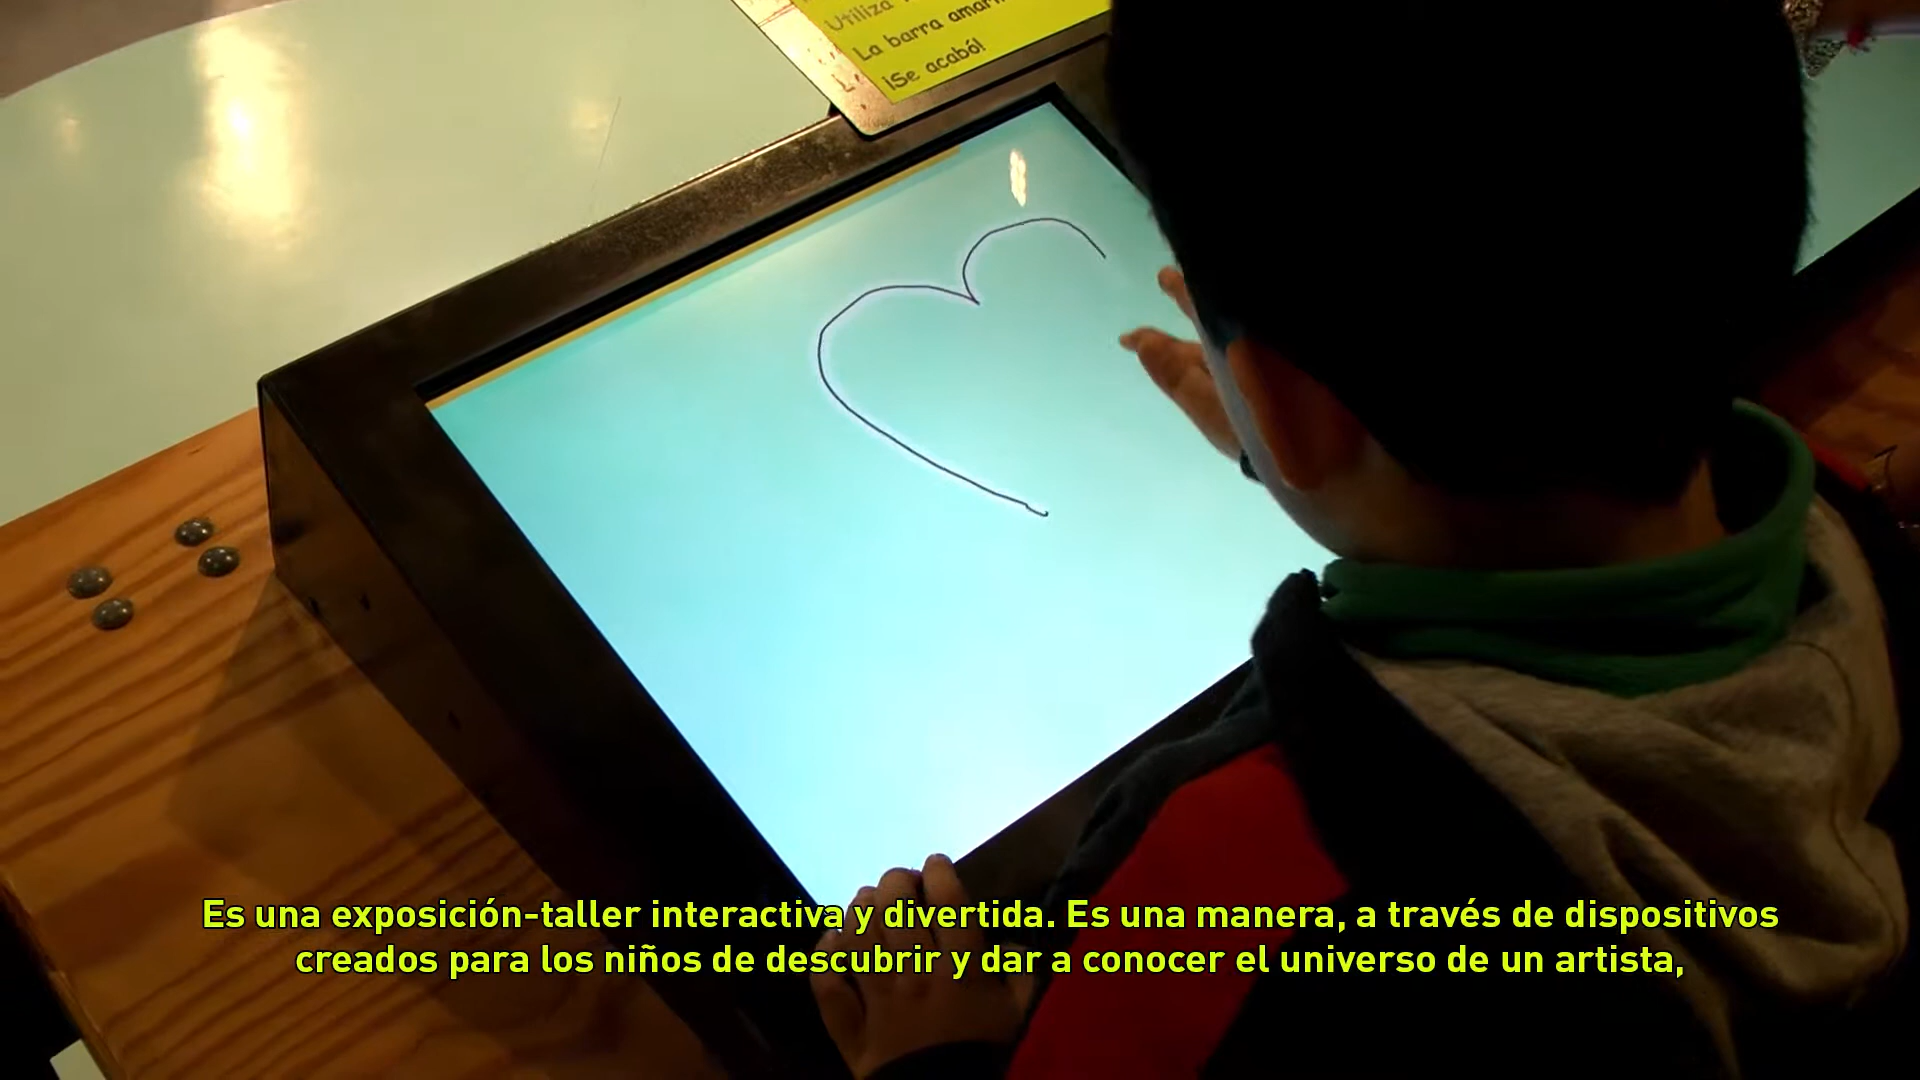 Utiliza
La barra amari
¡Se acabó!
Es una exposición-taller interactiva y divertida. Es una manera, a través de dispositivos
creados para los niños de descubrir y dar a conocer el universo de un artista,